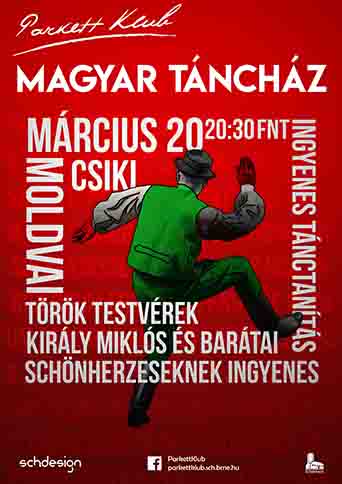 Parkett Klub
MAGYAR TÁNCHÁZ
MÁRCIUS 20 20:30 FNT
CSIKI
MOLDVAI
INGYENES TÁNCTANÍTÁS
TÖRÖK TESTVÉREK
KIRÁLY MIKLÓS ÉS BARÁTAI
SCHÖNHERZESEKNEK INGYENES
schdesign
ParkettKlub
parkettklub.sch.bme.hu